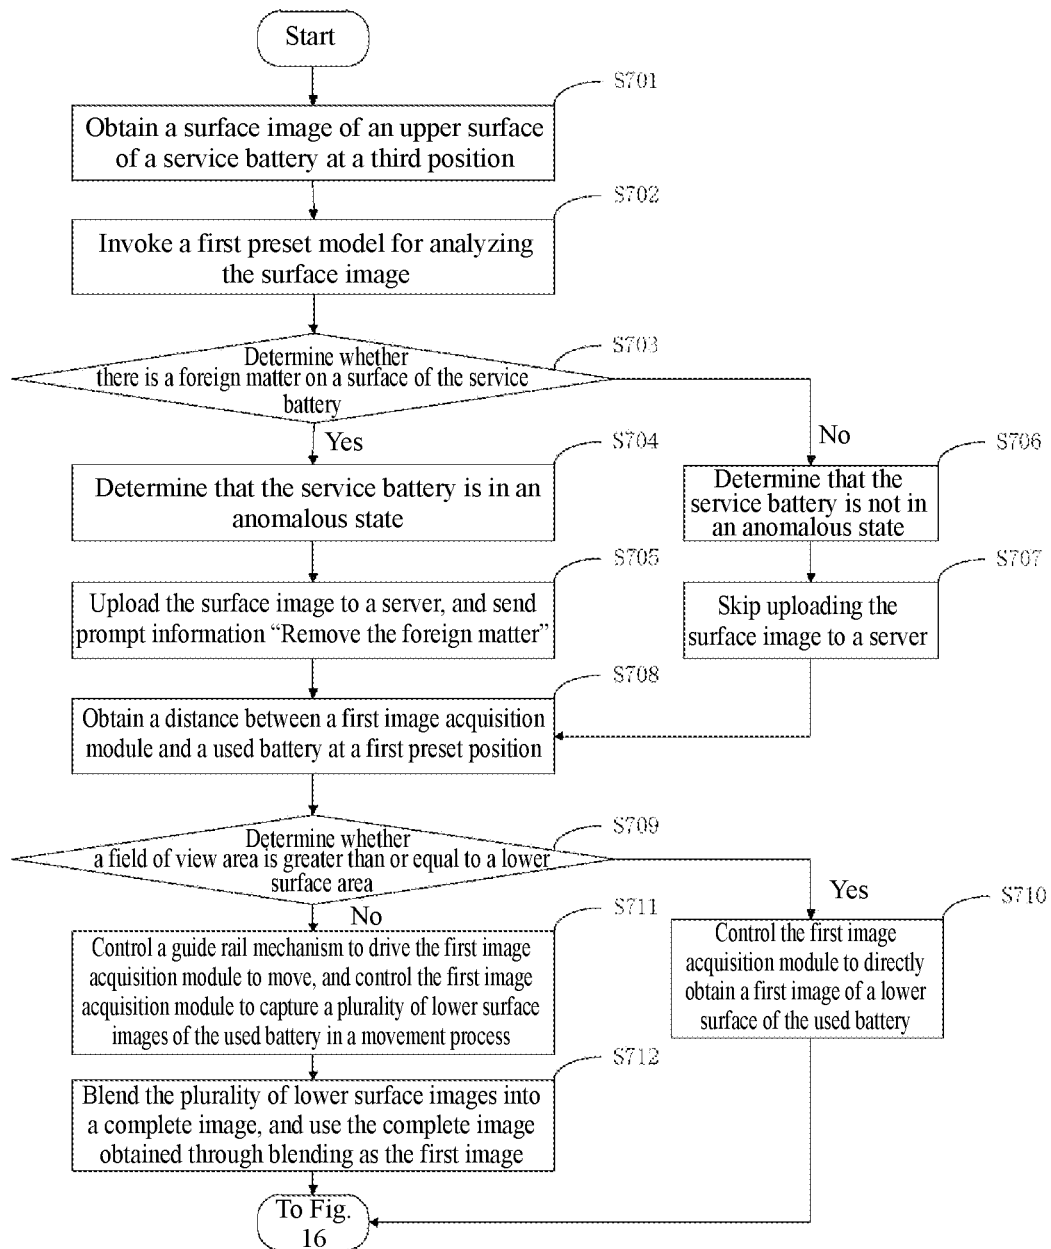 Start
S701
Obtain a surface image of an upper surface
of a service battery at a third position
S702
Invoke a first preset model for analyzing
the surface image
S703
Determine whether
there is a foreign matter on a surface of the service
battery
Yes
No
S704
Determine that the service battery is in an
anomalous state
S706
Determine that the
service battery is not in
an anomalous state
S705
Upload the surface image to a server, and send
prompt information “Remove the foreign matter”
S707
Skip uploading the
surface image to a server
S708
Obtain a distance between a first image acquisition
module and a used battery at a first preset position
S709
Determine whether
a field of view area is greater than or equal to a lower
surface area
No
Yes
S711
Control a guide rail mechanism to drive the first image
acquisition module to move, and control the first image
acquisition module to capture a plurality of lower surface
images of the used battery in a movement process
S710
Control the first image
acquisition module to directly
obtain a first image of a lower
surface of the used battery
S712
Blend the plurality of lower surface images into
a complete image, and use the complete image
obtained through blending as the first image
To Fig.
16